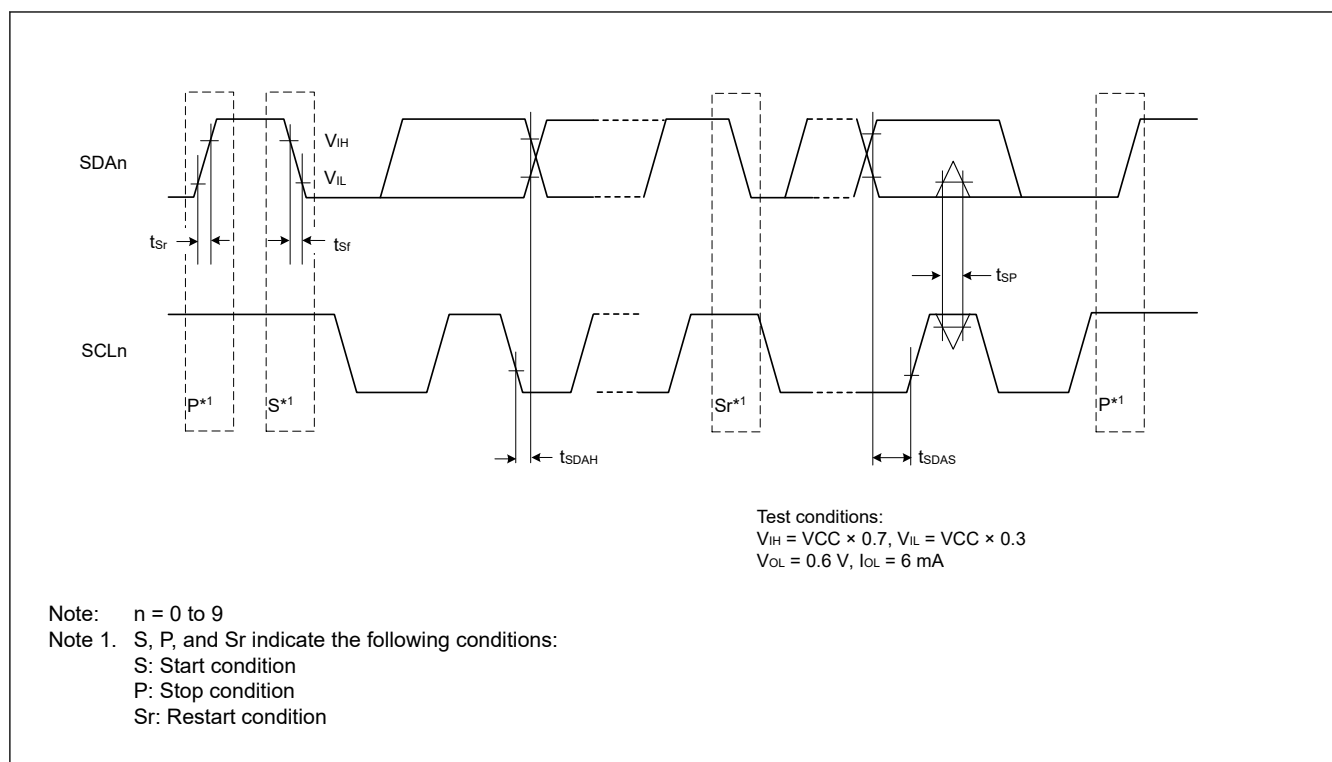 SDAn
VIH
VIL
tSr
tSf
tSP
SCLn
P*1
S*1
Sr*1
P*1
tSDAH
tSDAS
Test conditions:
VIH = VCC × 0.7, VIL = VCC × 0.3
VOL = 0.6 V, IOL = 6 mA
Note: n = 0 to 9
Note 1. S, P, and Sr indicate the following conditions:
S: Start condition
P: Stop condition
Sr: Restart condition